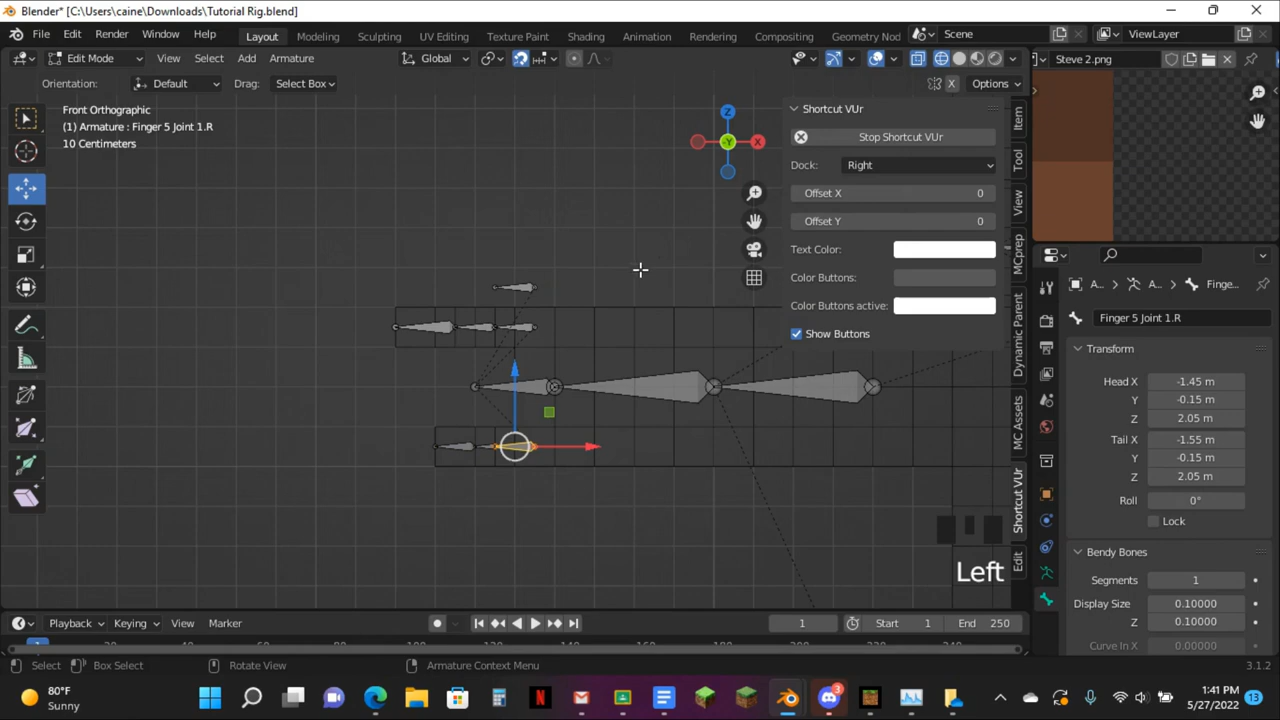 Blender* [C:\Users\caine\Downloads\Tutorial Rig.blend]
File Edit Render Window Help Layout Modeling Sculpting UV Editing Texture Paint Shading Animation Rendering Compositing Geometry Nod Scene ViewLayer
Edit Mode View Select Add Armature Global Steve 2.png
Orientation: Default Drag: Select Box X Options
Front Orthographic
(1) Armature : Finger 5 Joint 1.R
10 Centimeters
Z
X
-Y
Shortcut VUr
Stop Shortcut VUr
Dock: Right
Offset X 0
Offset Y 0
Text Color:
Color Buttons:
Color Buttons active:
Show Buttons
Item
Tool
View
MCprep
Dynamic Parent
MC Assets
Shortcut VUr
Edit
A... A... Finge...
Finger 5 Joint 1.R
Transform
Head X -1.45 m
Y -0.15 m
Z 2.05 m
Tail X -1.55 m
Y -0.15 m
Z 2.05 m
Roll 0°
Lock
Bendy Bones
Segments 1
Display Size 0.10000
Z 0.10000
Curve In X 0.00000
Left
Playback Keying View Marker 1 Start 1 End 250
Select Box Select Rotate View Armature Context Menu 3.1.2
80°F
Sunny
3
1:41 PM
5/27/2022
13